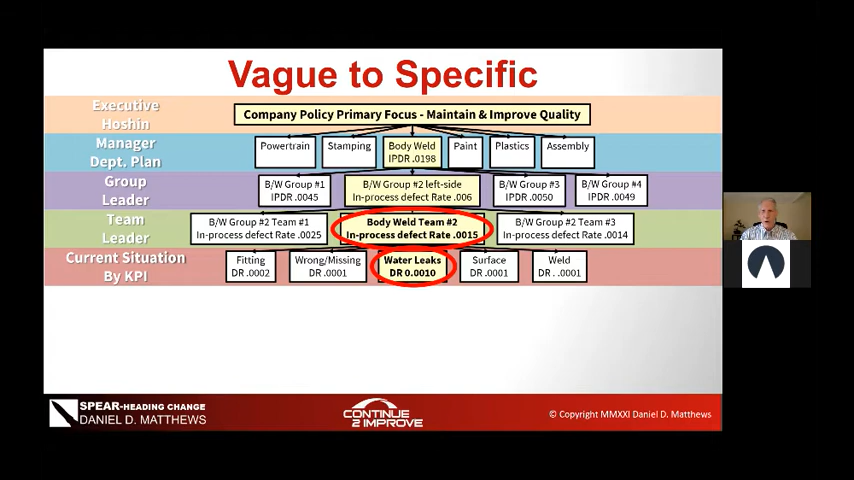 Vague to Specific
Executive
Hoshin
Company Policy Primary Focus - Maintain & Improve Quality
Manager
Dept. Plan
Powertrain
Stamping
Body Weld
IPDR .0198
Paint
Plastics
Assembly
Group
Leader
B/W Group #1
IPDR .0045
B/W Group #2 left-side
In-process defect Rate .006
B/W Group #3
IPDR .0050
B/W Group #4
IPDR .0049
Team
Leader
B/W Group #2 Team #1
In-process defect Rate .0025
Body Weld Team #2
In-process defect Rate .0015
B/W Group #2 Team #3
In-process defect Rate .0014
Current Situation
By KPI
Fitting
DR .0002
Wrong/Missing
DR .0001
Water Leaks
DR 0.0010
Surface
DR .0001
Weld
DR . .0001
SPEAR-HEADING CHANGE
DANIEL D. MATTHEWS
CONTINUE
2 IMPROVE
© Copyright MMXXI Daniel D. Matthews